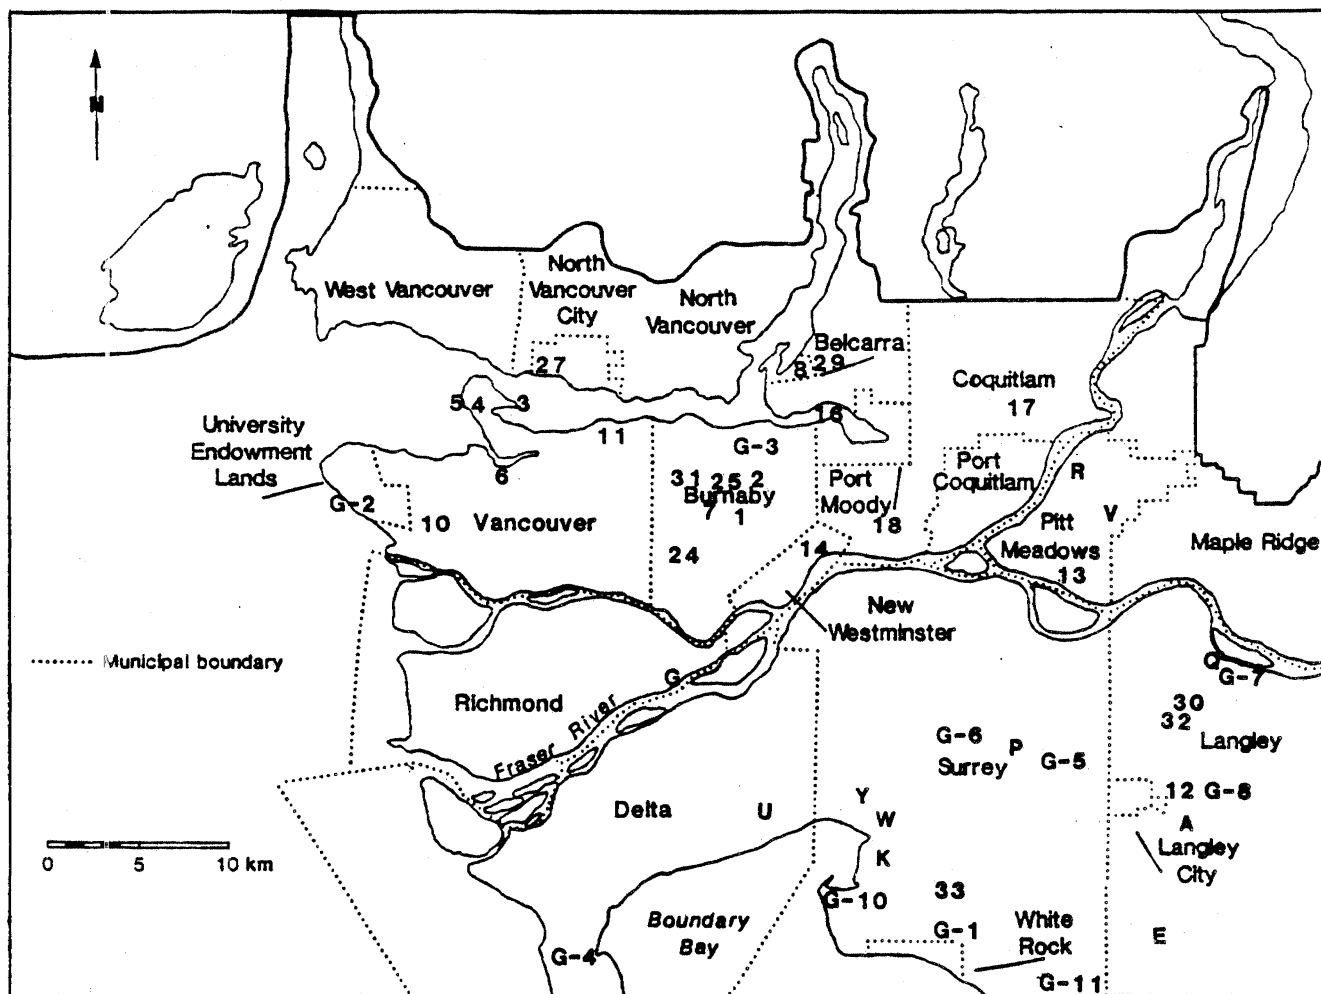 N
North
Vancouver
City
West Vancouver
North
Vancouver
Belcarra
27
8
29
Coquitlam
17
5
4
3
16
11
University
Endowment
Lands
G-3
6
31
25
2
Burnaby
7
1
Port
Moody
18
Port
Coquitlam
R
G-2
10
Vancouver
V
Pitt
Meadows
13
Maple Ridge
24
14
New
Westminster
Municipal boundary
G
Q
G-7
Richmond
Fraser River
30
32
Langley
G-6
P
G-5
Surrey
Delta
U
Y
W
K
12
G-8
A
Langley
City
0 5 10 km
G-10
33
G-1
White
Rock
E
Boundary
Bay
G-4
G-11